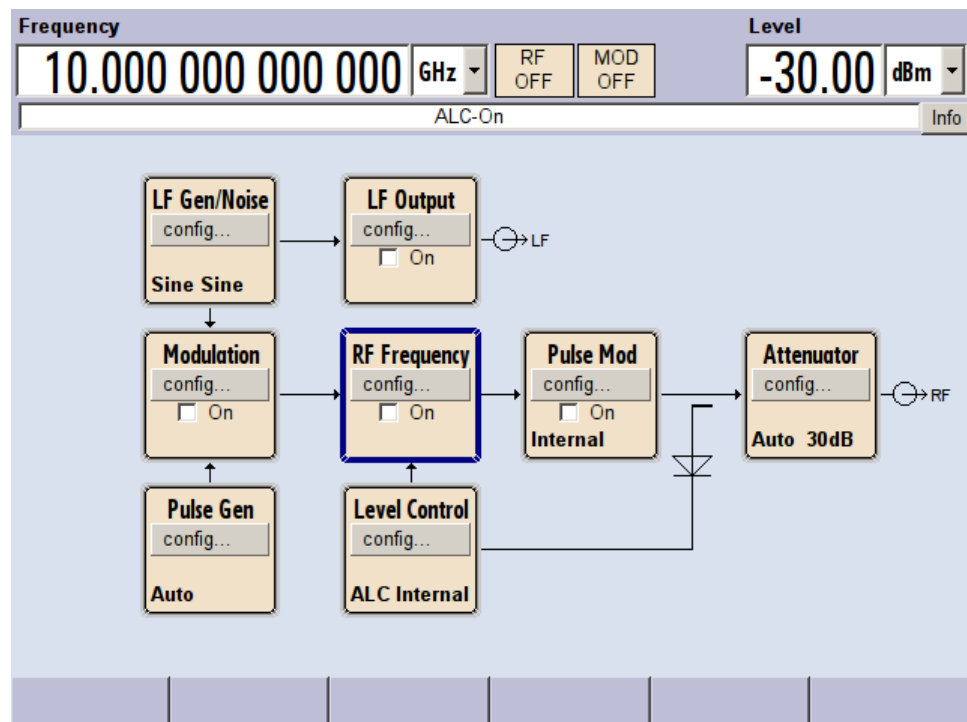 Frequency
Level
10.000 000 000 000 GHz
RF OFF
MOD OFF
-30.00 dBm
ALC-On
Info
LF Gen/Noise
config...
Sine Sine
LF Output
config...
On
LF
Modulation
config...
On
RF Frequency
config...
On
Pulse Mod
config...
On
Internal
Attenuator
config...
Auto 30dB
RF
Pulse Gen
config...
Auto
Level Control
config...
ALC Internal